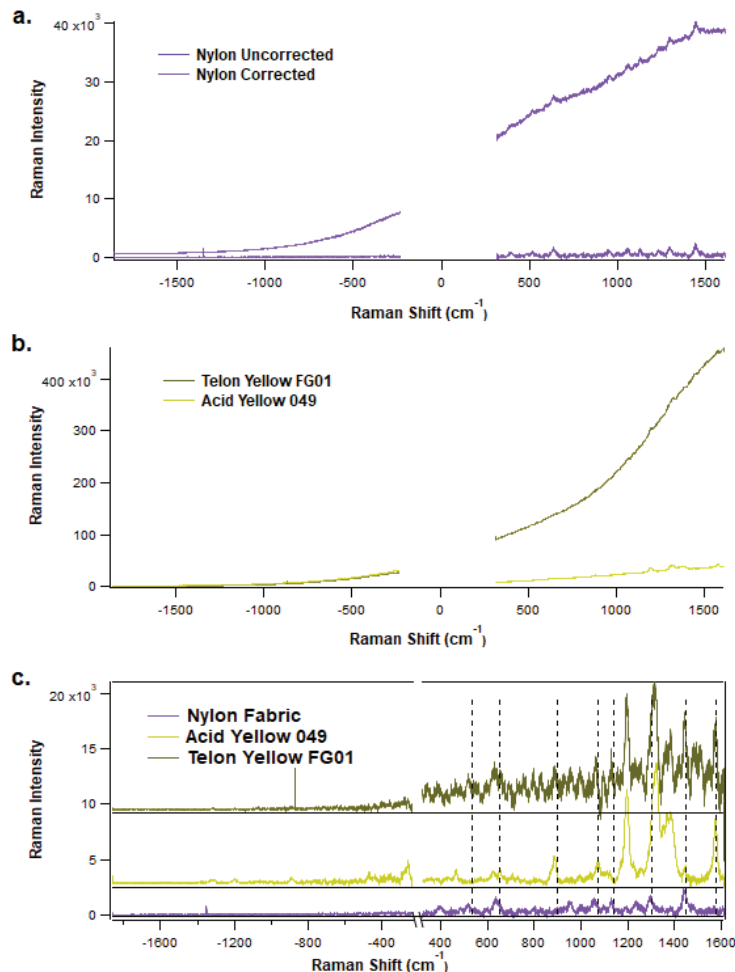 a.
40 x10³
30
20
10
0
Raman Intensity
Nylon Uncorrected
Nylon Corrected
-1500 -1000 -500 0 500 1000 1500
Raman Shift (cm⁻¹)
b.
400 x10³
300
200
100
0
Raman Intensity
Telon Yellow FG01
Acid Yellow 049
-1500 -1000 -500 0 500 1000 1500
Raman Shift (cm⁻¹)
c.
20 x10³
15
10
5
0
Raman Intensity
Nylon Fabric
Acid Yellow 049
Telon Yellow FG01
-1600 -1200 -800 -400 400 600 800 1000 1200 1400 1600
Raman Shift (cm⁻¹)